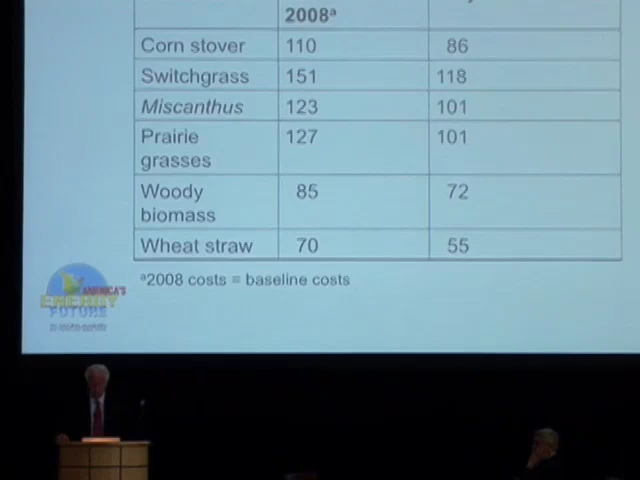 2008ᵃ
Corn stover 110 86
Switchgrass 151 118
Miscanthus 123 101
Prairie grasses 127 101
Woody biomass 85 72
Wheat straw 70 55
ᵃ2008 costs = baseline costs
AMERICA'S
ENERGY
FUTURE